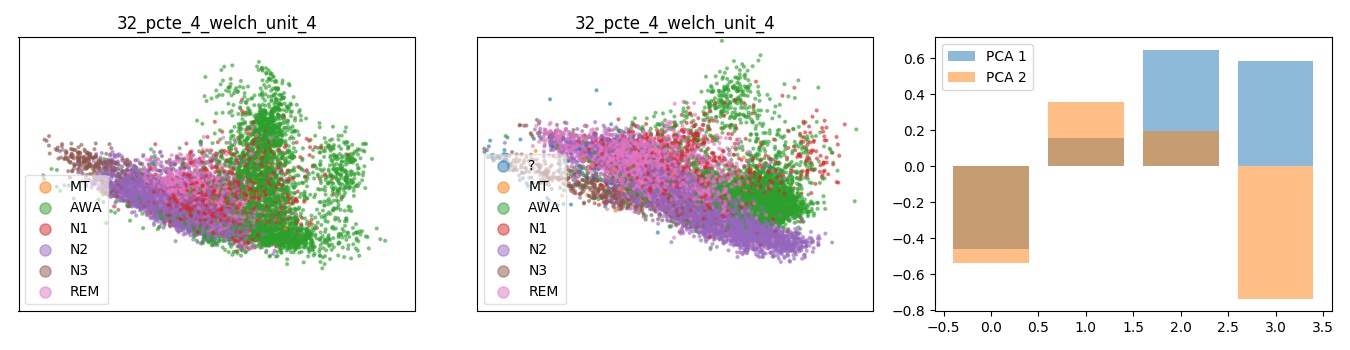 32_pcte_4_welch_unit_4
MT
AWA
N1
N2
N3
REM
32_pcte_4_welch_unit_4
?
MT
AWA
N1
N2
N3
REM
PCA 1
PCA 2
0.6
0.4
0.2
0.0
−0.2
−0.4
−0.6
−0.8
−0.5 0.0 0.5 1.0 1.5 2.0 2.5 3.0 3.5